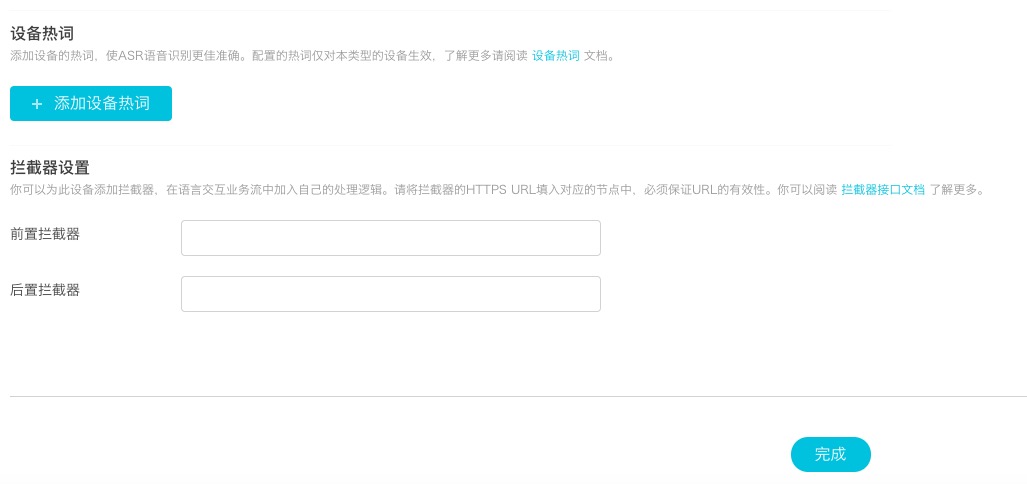 设备热词
添加设备的热词，使ASR语音识别更佳准确。配置的热词仅对本类型的设备生效，了解更多请阅读 设备热词 文档。
+ 添加设备热词
拦截器设置
你可以为此设备添加拦截器，在语言交互业务流中加入自己的处理逻辑。请将拦截器的HTTPS URL填入对应的节点中，必须保证URL的有效性。你可以阅读 拦截器接口文档 了解更多。
前置拦截器
后置拦截器
完成